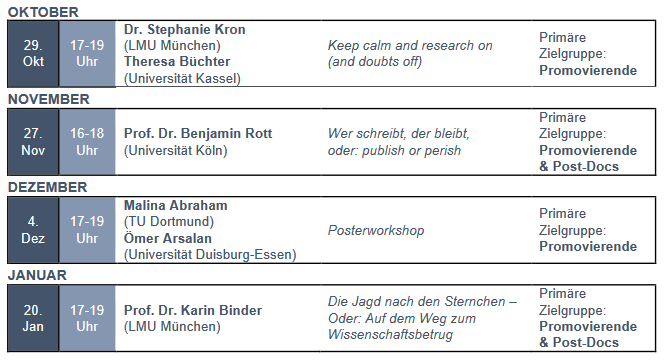 OKTOBER
29. Okt
17-19 Uhr
Dr. Stephanie Kron
(LMU München)
Theresa Büchter
(Universität Kassel)
Keep calm and research on
(and doubts off)
Primäre
Zielgruppe:
Promovierende
NOVEMBER
27.
Nov
16-18
Uhr
Prof. Dr. Benjamin Rott
(Universität Köln)
Wer schreibt, der bleibt,
oder: publish or perish
Primäre
Zielgruppe:
Promovierende
& Post-Docs
DEZEMBER
4.
Dez
17-19
Uhr
Malina Abraham
(TU Dortmund)
Ömer Arsalan
(Universität Duisburg-Essen)
Posterworkshop
Primäre
Zielgruppe:
Promovierende
JANUAR
20.
Jan
17-19
Uhr
Prof. Dr. Karin Binder
(LMU München)
Die Jagd nach den Sternchen –
Oder: Auf dem Weg zum
Wissenschaftsbetrug
Primäre
Zielgruppe:
Promovierende
& Post-Docs